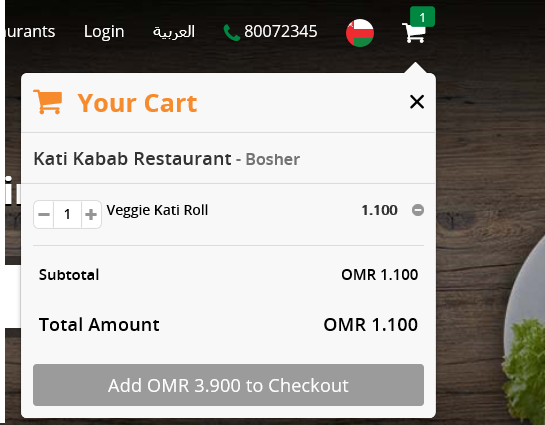 Login العربية 80072345 1
Your Cart
Kati Kabab Restaurant - Bosher
1 Veggie Kati Roll 1.100
Subtotal OMR 1.100
Total Amount OMR 1.100
Add OMR 3.900 to Checkout